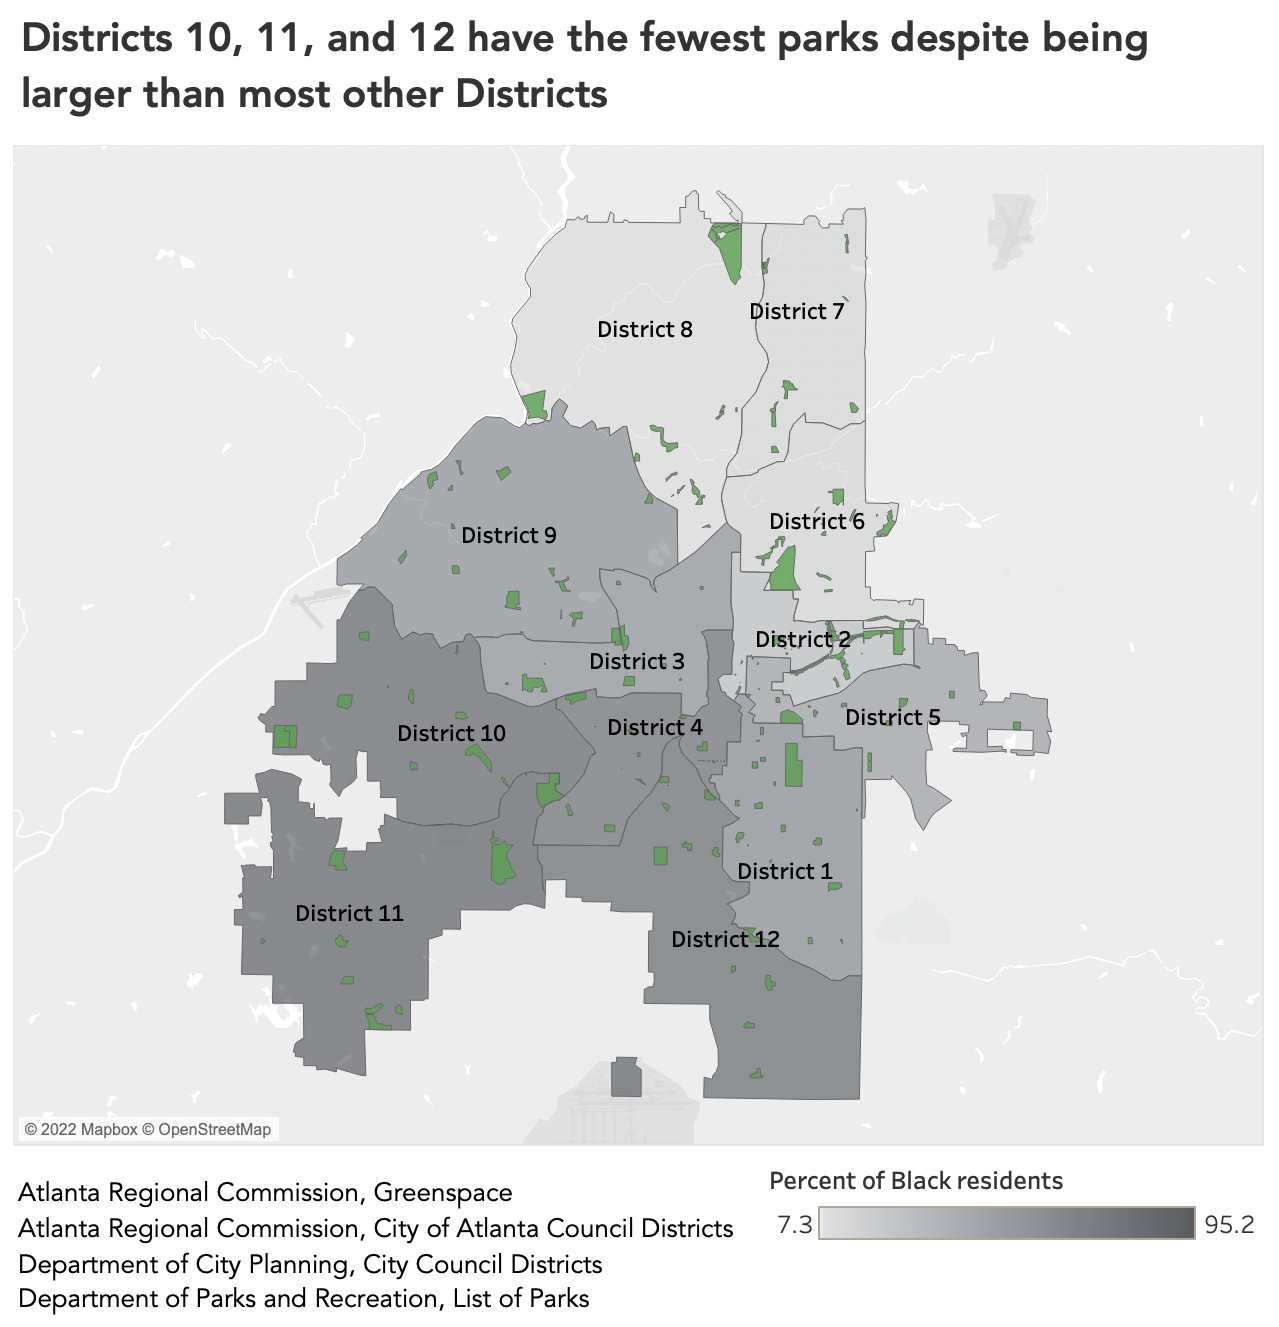 Districts 10, 11, and 12 have the fewest parks despite being
larger than most other Districts
District 7
District 8
District 6
District 9
District 2
District 3
District 5
District 4
District 10
District 1
District 11
District 12
© 2022 Mapbox © OpenStreetMap
Atlanta Regional Commission, Greenspace
Atlanta Regional Commission, City of Atlanta Council Districts
Department of City Planning, City Council Districts
Department of Parks and Recreation, List of Parks
Percent of Black residents
7.3 95.2